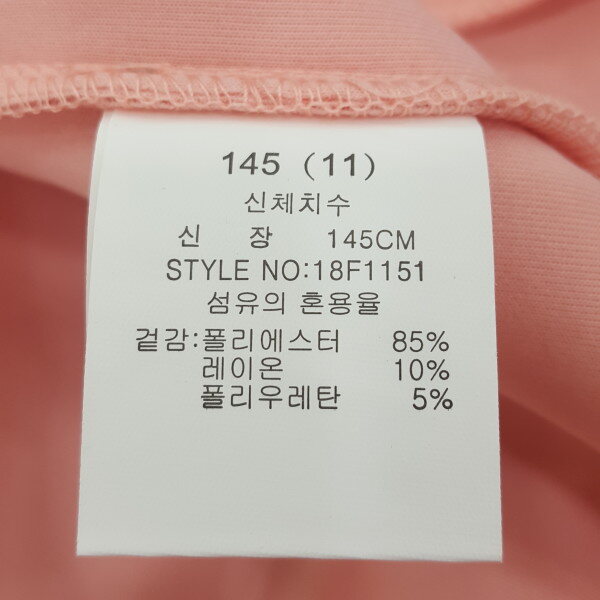 145 (11)
신체치수
신 장 145CM
STYLE NO:18F1151
섬유의 혼용율
겉감:폴리에스터 85%
레이온 10%
폴리우레탄 5%